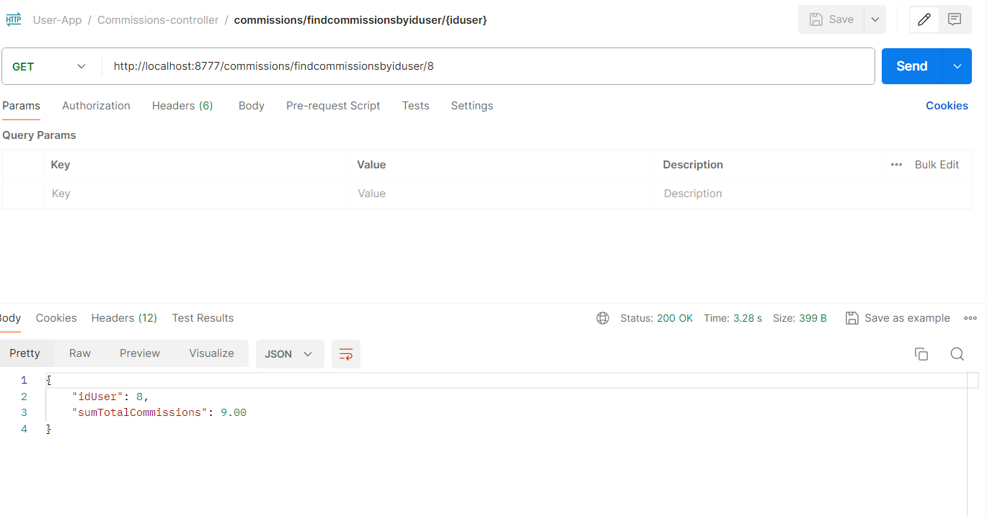 HTTP User-App / Commissions-controller / commissions/findcommissionsbyiduser/{iduser} Save
GET http://localhost:8777/commissions/findcommissionsbyiduser/8 Send
Params Authorization Headers (6) Body Pre-request Script Tests Settings Cookies
Query Params
Key Value Description ••• Bulk Edit
Key Value Description
Body Cookies Headers (12) Test Results Status: 200 OK Time: 3.28 s Size: 399 B Save as example
Pretty Raw Preview Visualize JSON
1 {
2 "idUser": 8,
3 "sumTotalCommissions": 9.00
4 }